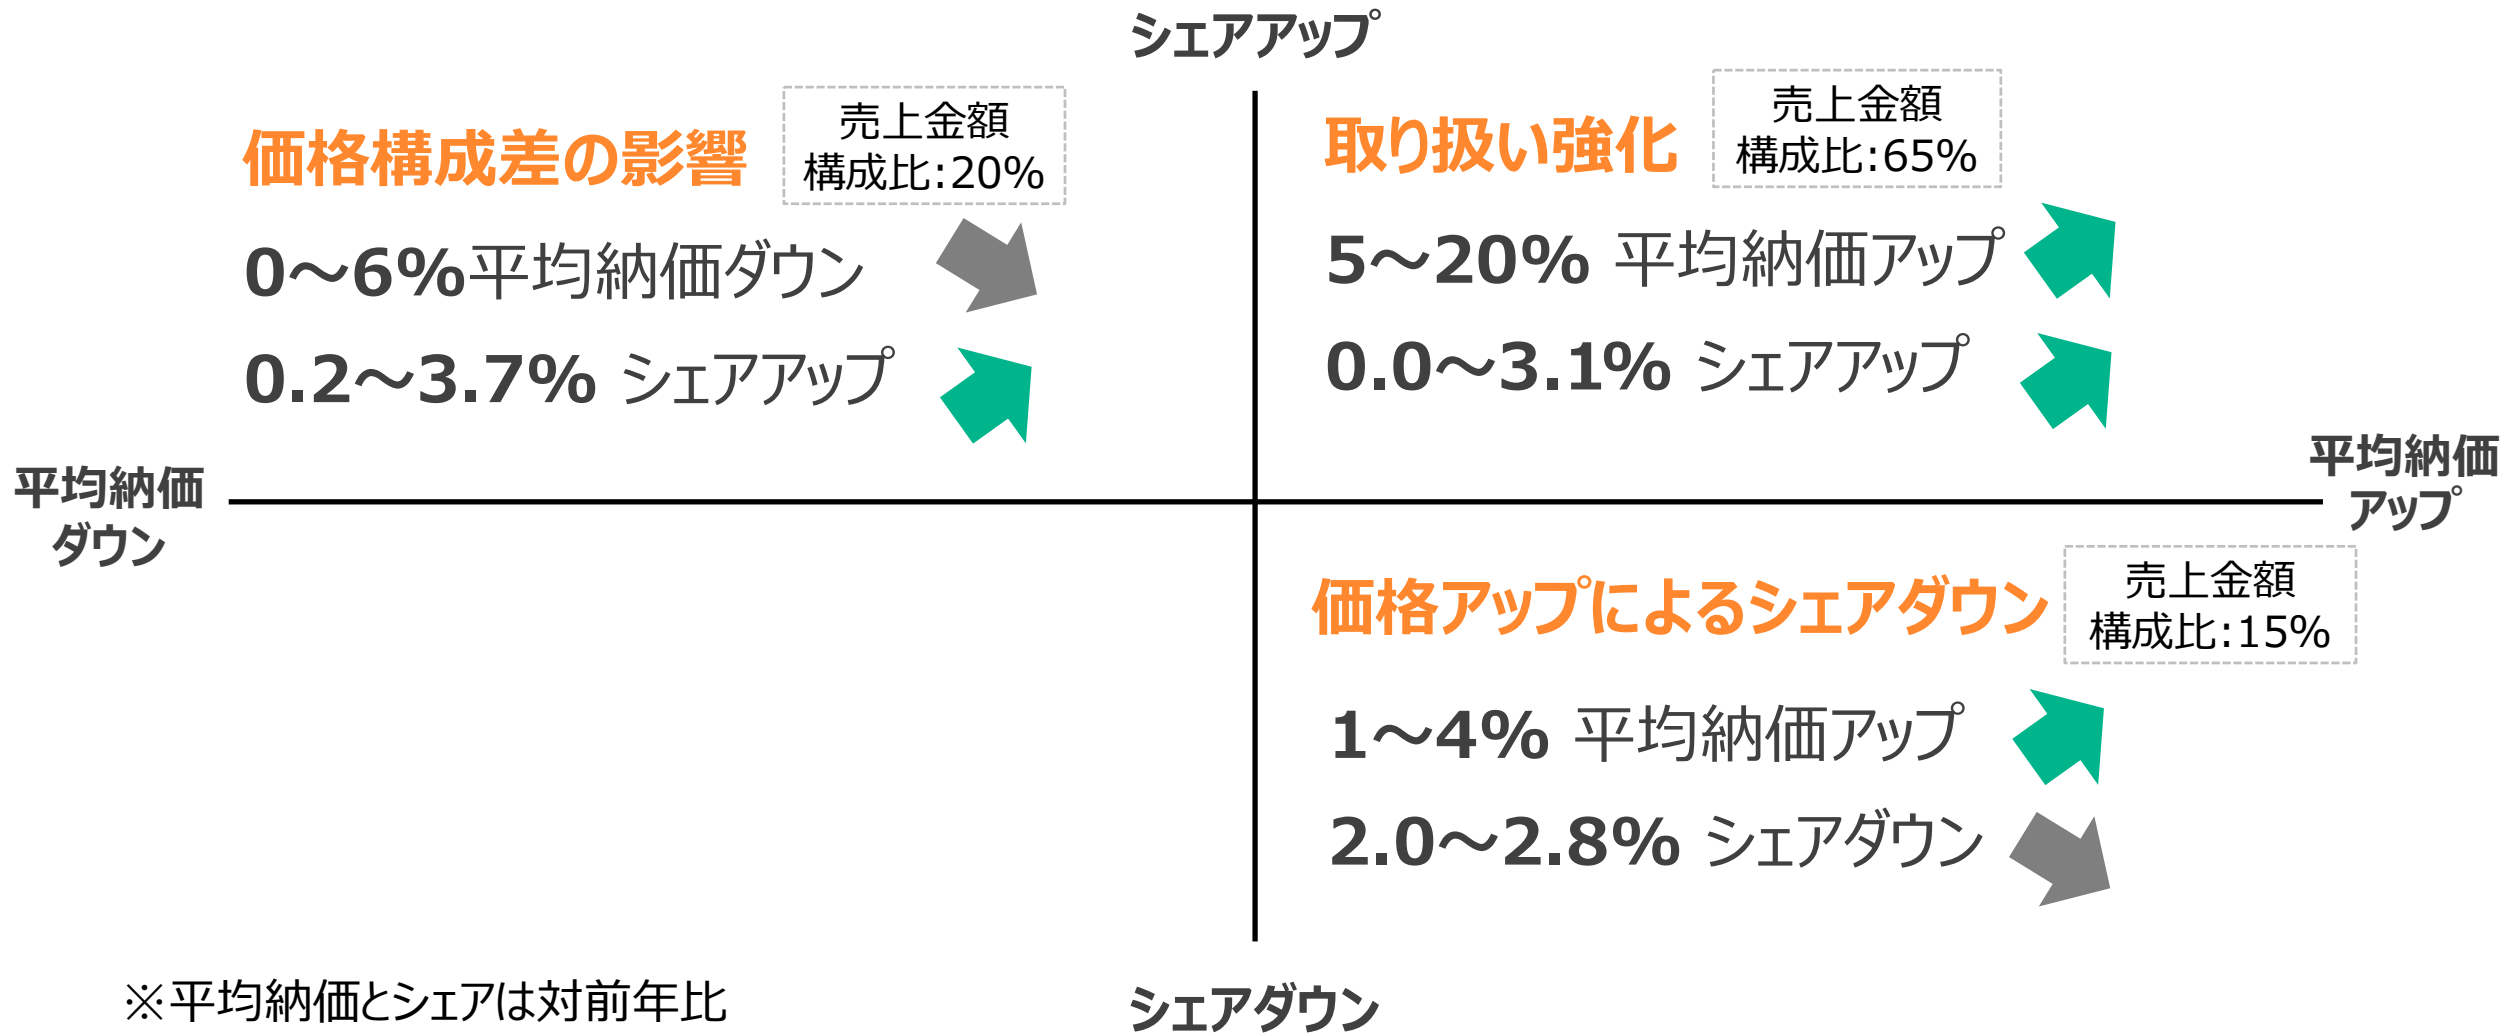 シェアアップ
価格構成差の影響
売上金額
構成比:20%
0～6%平均納価ダウン
0.2～3.7% シェアアップ
取扱い強化
売上金額
構成比:65%
5～20% 平均納価アップ
0.0～3.1% シェアアップ
平均納価
ダウン
平均納価
アップ
価格アップによるシェアダウン
売上金額
構成比:15%
1～4% 平均納価アップ
2.0～2.8% シェアダウン
※平均納価とシェアは対前年比
シェアダウン